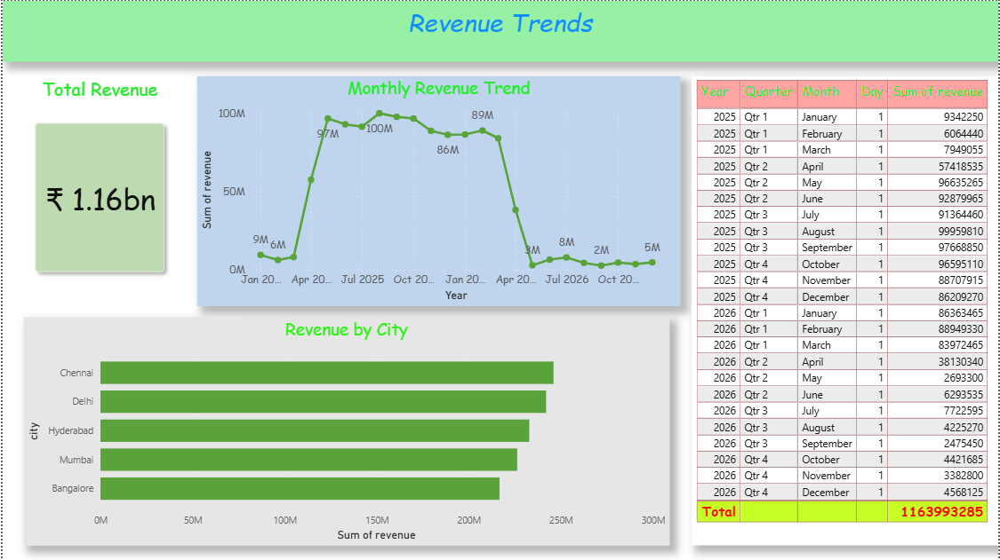 Revenue Trends
Total Revenue
₹ 1.16bn
Monthly Revenue Trend
Sum of revenue
100M
50M
0M
9M
6M
97M
100M
86M
89M
3M
8M
2M
5M
Jan 20...
Apr 20...
Jul 2025
Oct 20...
Jan 20...
Apr 20...
Jul 2026
Oct 20...
Year
Revenue by City
city
Chennai
Delhi
Hyderabad
Mumbai
Bangalore
0M 50M 100M 150M 200M 250M 300M
Sum of revenue
Year Quarter Month Day Sum of revenue
2025 Qtr 1 January 1 9342250
2025 Qtr 1 February 1 6064440
2025 Qtr 1 March 1 7949055
2025 Qtr 2 April 1 57418535
2025 Qtr 2 May 1 96635265
2025 Qtr 2 June 1 92879965
2025 Qtr 3 July 1 91364460
2025 Qtr 3 August 1 99959810
2025 Qtr 3 September 1 97668850
2025 Qtr 4 October 1 96595110
2025 Qtr 4 November 1 88707915
2025 Qtr 4 December 1 86209270
2026 Qtr 1 January 1 86363465
2026 Qtr 1 February 1 88949330
2026 Qtr 1 March 1 83972465
2026 Qtr 2 April 1 38130340
2026 Qtr 2 May 1 2693300
2026 Qtr 2 June 1 6293535
2026 Qtr 3 July 1 7722595
2026 Qtr 3 August 1 4225270
2026 Qtr 3 September 1 2475450
2026 Qtr 4 October 1 4421685
2026 Qtr 4 November 1 3382800
2026 Qtr 4 December 1 4568125
Total 1163993285